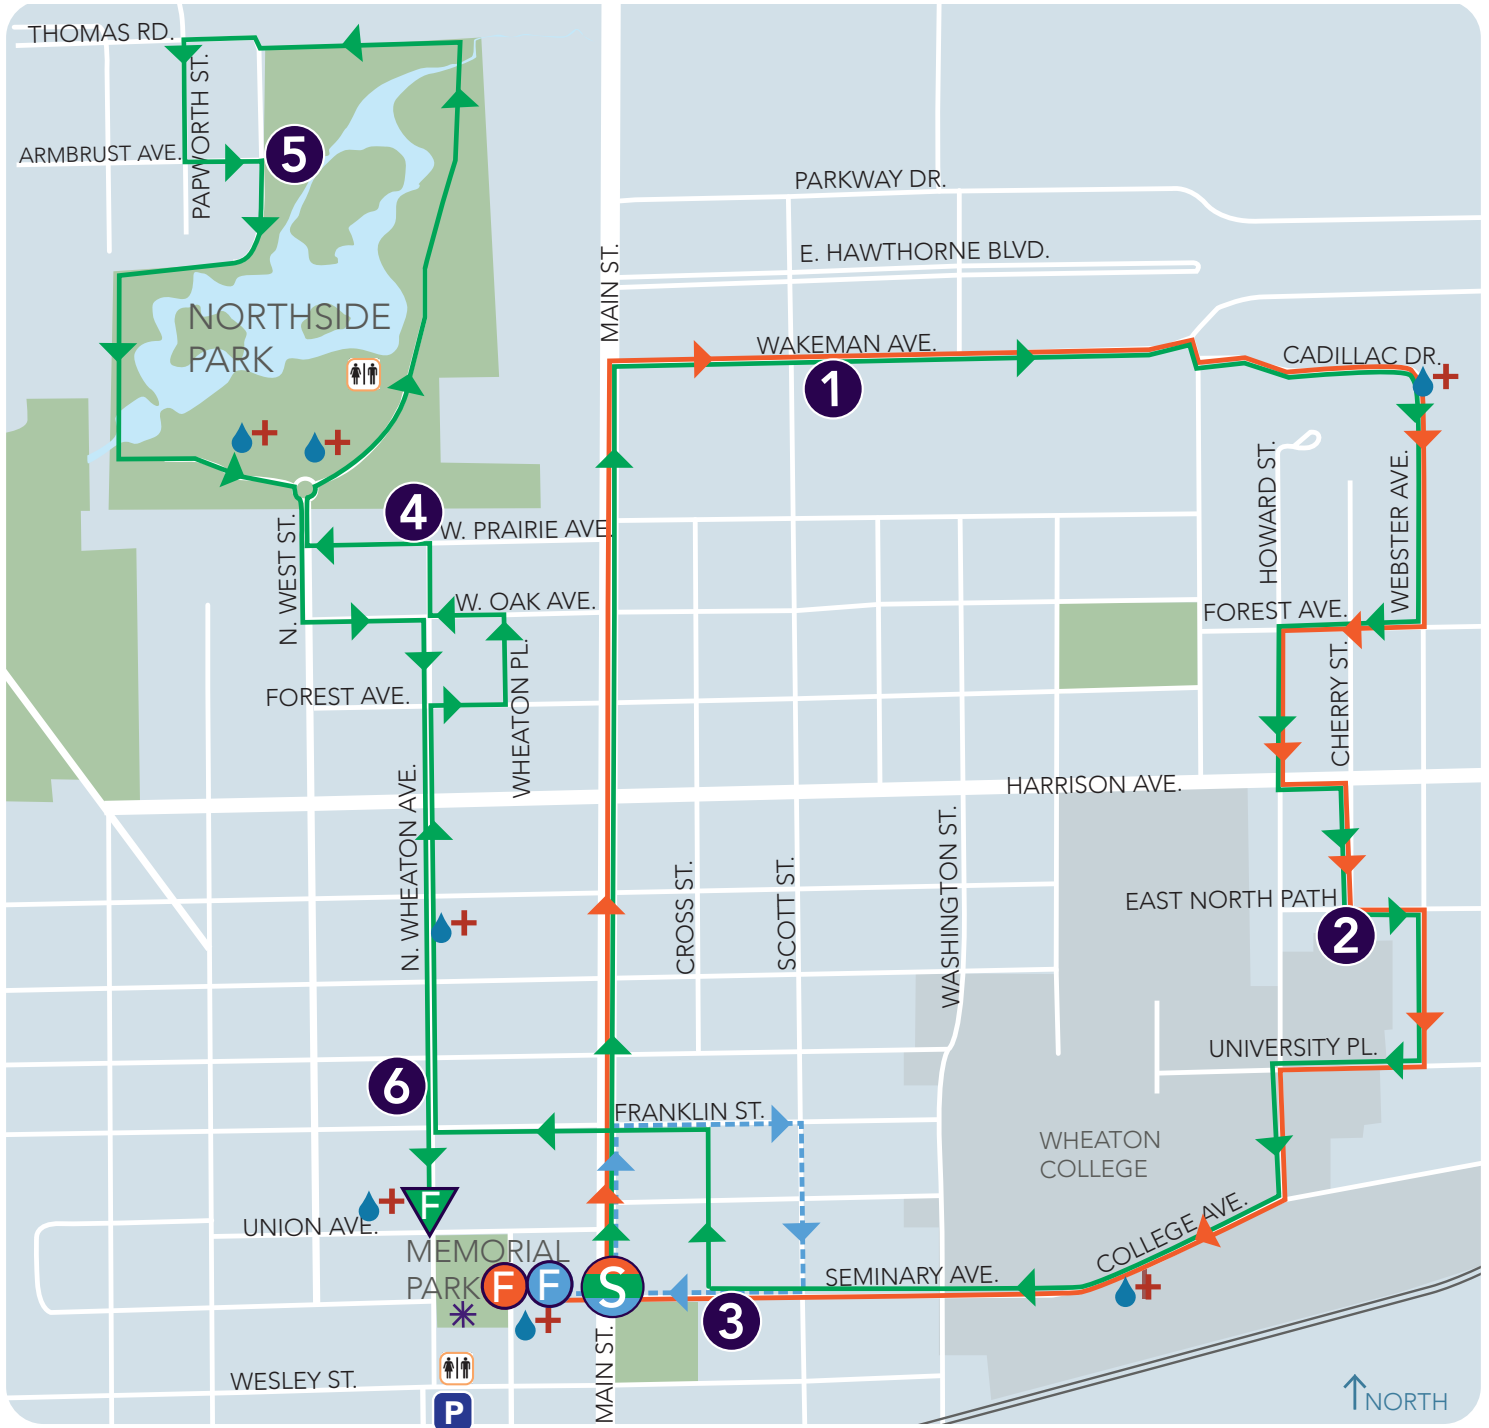 THOMAS RD.
PAPWORTH ST.
ARMBRUST AVE.
5
PARKWAY DR.
E. HAWTHORNE BLVD.
MAIN ST.
NORTHSIDE
PARK
WAKEMAN AVE.
1
CADILLAC DR.
HOWARD ST.
WEBSTER AVE.
4
W. PRAIRIE AVE.
N. WEST ST.
W. OAK AVE.
FOREST AVE.
CHERRY ST.
WHEATON PL.
FOREST AVE.
HARRISON AVE.
N. WHEATON AVE.
WASHINGTON ST.
CROSS ST.
SCOTT ST.
EAST NORTH PATH
2
UNIVERSITY PL.
6
FRANKLIN ST.
WHEATON
COLLEGE
F
UNION AVE.
COLLEGE AVE.
MEMORIAL
PARK
F
F
S
SEMINARY AVE.
3
MAIN ST.
WESLEY ST.
P
NORTH